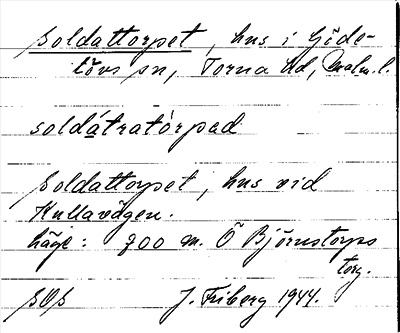 Soldattorpet, hus i Göde-
lövs sn, Torna hd, Malm. l.
soldátratòrpad
Soldattorpet, hus vid
Kullavägen.
Läge: 700 m. Ö Björnstorps
torg.
SOS J. Friberg 1944.